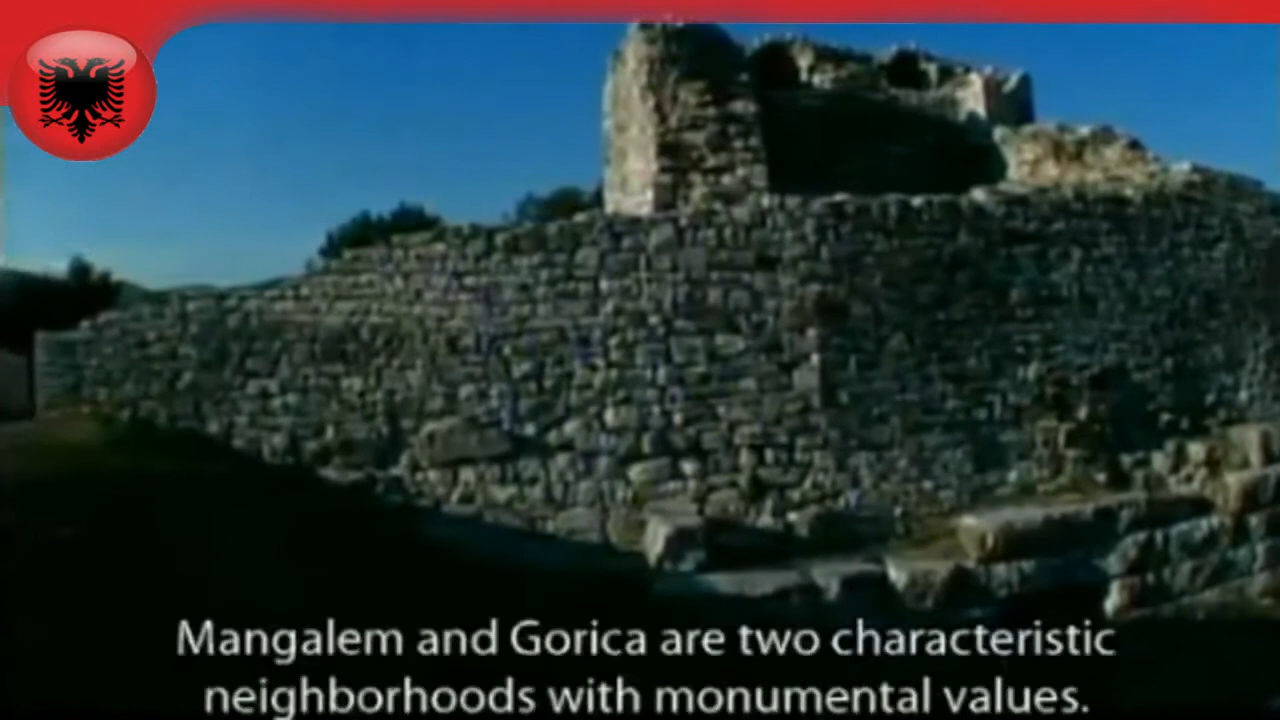 Mangalem and Gorica are two characteristic
neighborhoods with monumental values.